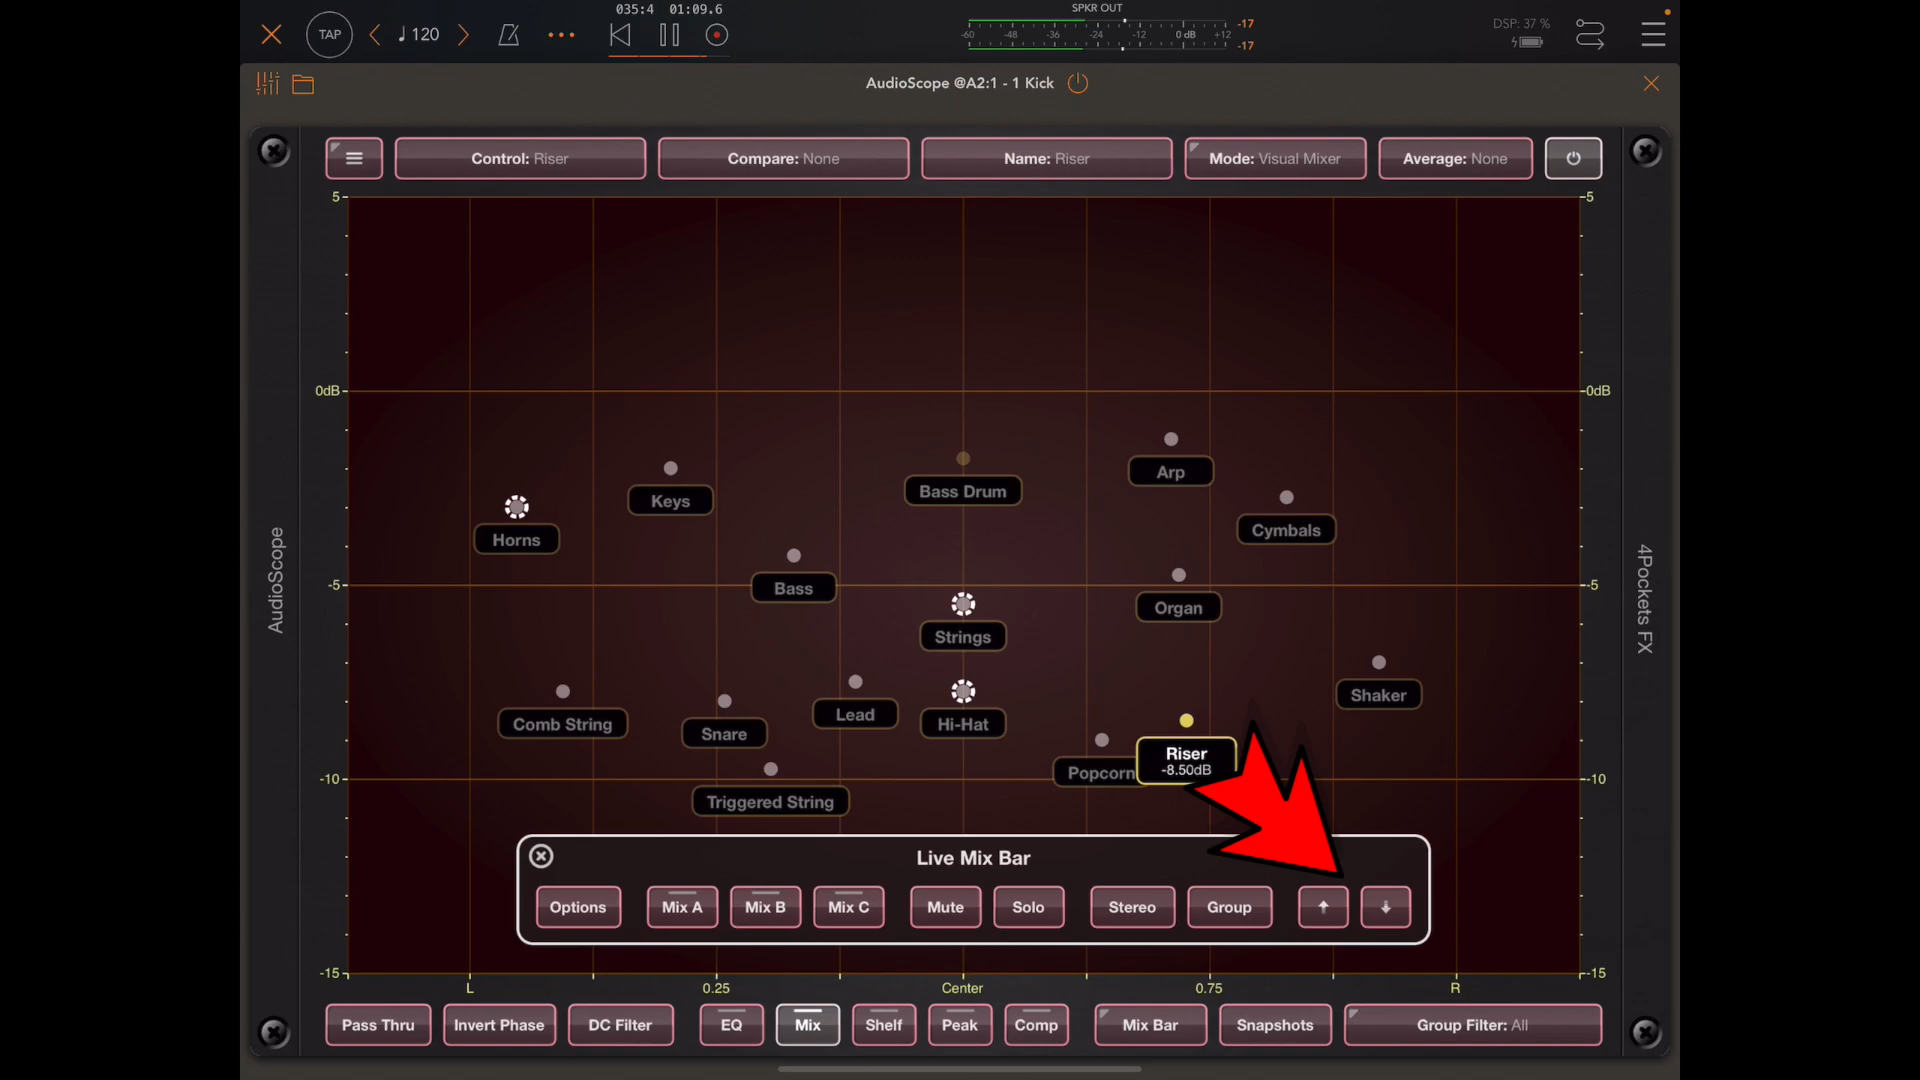 TAP
♩120
035:4 01:09.6
SPKR OUT
-60 -48 -36 -24 -12 0 dB +12
-17
-17
DSP: 37 %
AudioScope @A2:1 - 1 Kick
Control: Riser
Compare: None
Name: Riser
Mode: Visual Mixer
Average: None
5
5
0dB
0dB
-5
-5
-10
-10
-15
-15
AudioScope
4Pockets FX
Arp
Keys
Bass Drum
Cymbals
Horns
Bass
Organ
Strings
Shaker
Lead
Comb String
Snare
Hi-Hat
Popcorn
Riser
-8.50dB
Triggered String
Live Mix Bar
Options
Mix A
Mix B
Mix C
Mute
Solo
Stereo
Group
L
0.25
Center
0.75
R
Pass Thru
Invert Phase
DC Filter
EQ
Mix
Shelf
Peak
Comp
Mix Bar
Snapshots
Group Filter: All